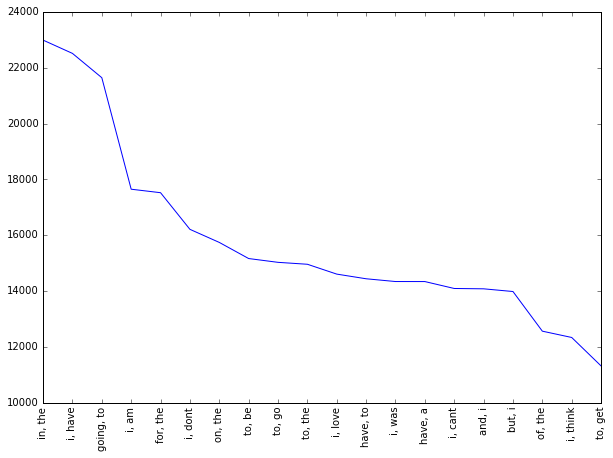 24000
22000
20000
18000
16000
14000
12000
10000
in, the
i, have
going, to
i, am
for, the
i, dont
on, the
to, be
to, go
to, the
i, love
have, to
i, was
have, a
i, cant
and, i
but, i
of, the
i, think
to, get